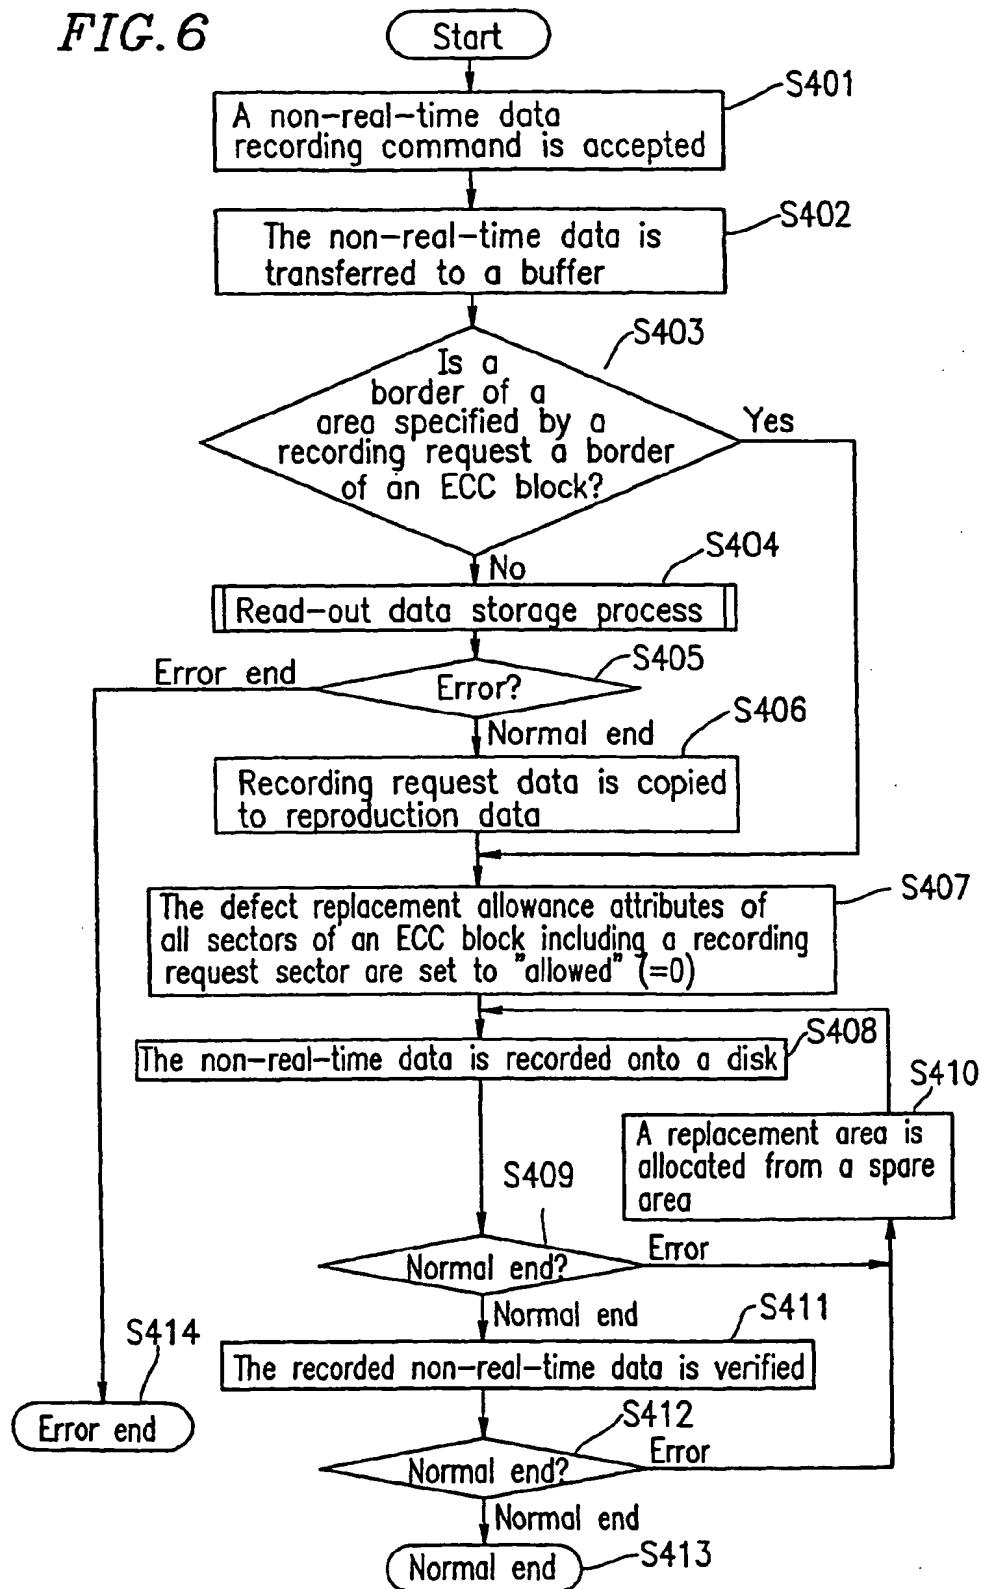 FIG.6
Start
S401
A non-real-time data
recording command is accepted
S402
The non-real-time data is
transferred to a buffer
S403
Is a
border of a
area specified by a
recording request a border
of an ECC block?
Yes
No
S404
Read-out data storage process
S405
Error end
Error?
Normal end
S406
Recording request data is copied
to reproduction data
S407
The defect replacement allowance attributes of
all sectors of an ECC block including a recording
request sector are set to "allowed" (=0)
S408
The non-real-time data is recorded onto a disk
S410
A replacement area is
allocated from a spare
area
S409
Normal end?
Error
Normal end
S411
The recorded non-real-time data is verified
S414
Error end
S412
Normal end?
Error
Normal end
Normal end
S413